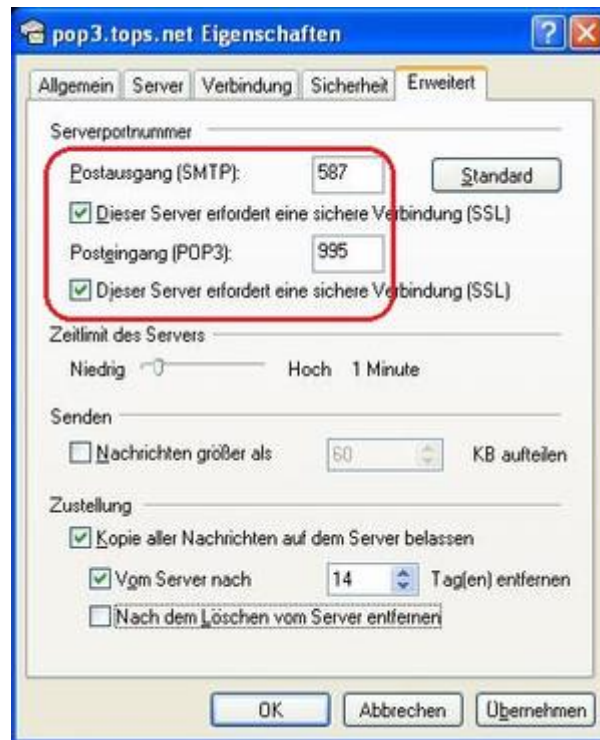 pop3.tops.net Eigenschaften
Allgemein Server Verbindung Sicherheit Erweitert
Serverportnummer
Postausgang (SMTP): 587 Standard
Dieser Server erfordert eine sichere Verbindung (SSL)
Posteingang (POP3): 995
Dieser Server erfordert eine sichere Verbindung (SSL)
Zeitlimit des Servers
Niedrig Hoch 1 Minute
Senden
Nachrichten größer als 60 KB aufteilen
Zustellung
Kopie aller Nachrichten auf dem Server belassen
Vom Server nach 14 Tag(en) entfernen
Nach dem Löschen vom Server entfernen
OK Abbrechen Übernehmen